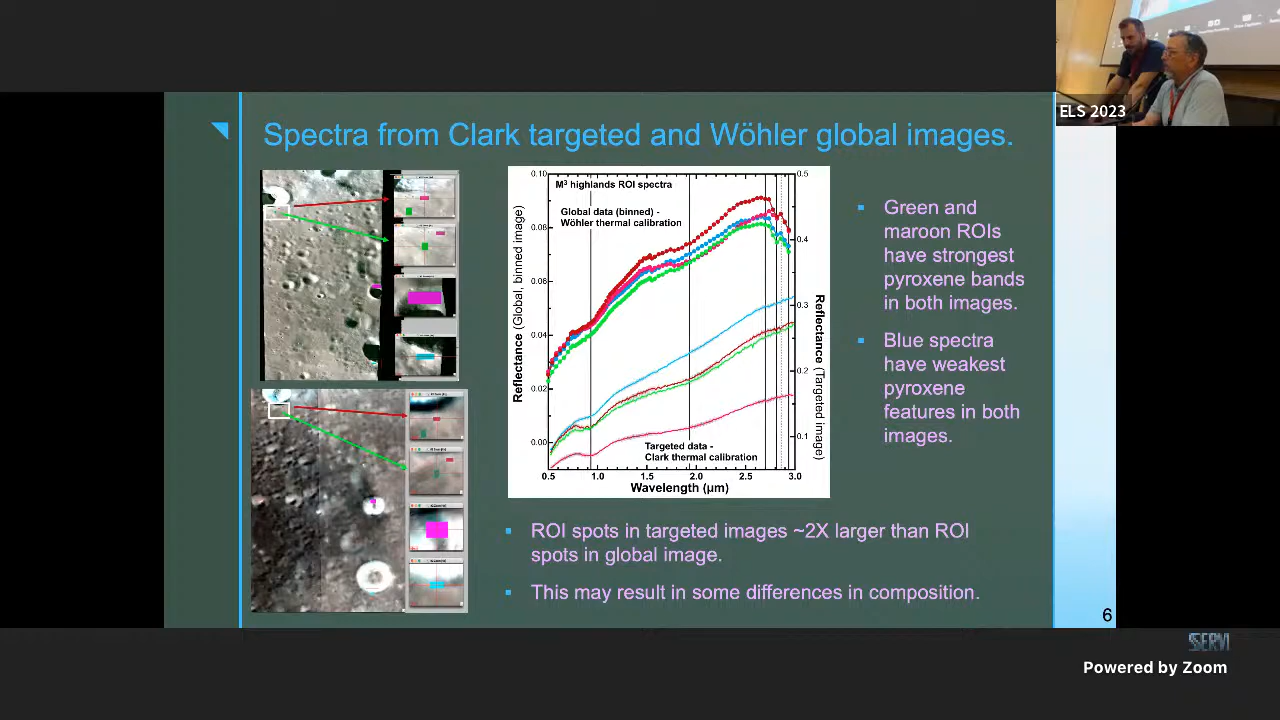 ELS 2023
Spectra from Clark targeted and Wöhler global images.
M³ highlands ROI spectra
Global data (binned) -
Wöhler thermal calibration
Targeted data -
Clark thermal calibration
Reflectance (Global, binned image)
0.10
0.08
0.06
0.04
0.02
0.00
0.5
0.4
0.3
0.2
0.1
Reflectance (Targeted image)
0.5 1.0 1.5 2.0 2.5 3.0
Wavelength (µm)
Green and
maroon ROIs
have strongest
pyroxene bands
in both images.
Blue spectra
have weakest
pyroxene
features in both
images.
ROI spots in targeted images ~2X larger than ROI
spots in global image.
This may result in some differences in composition.
6
SSERVI
Powered by Zoom